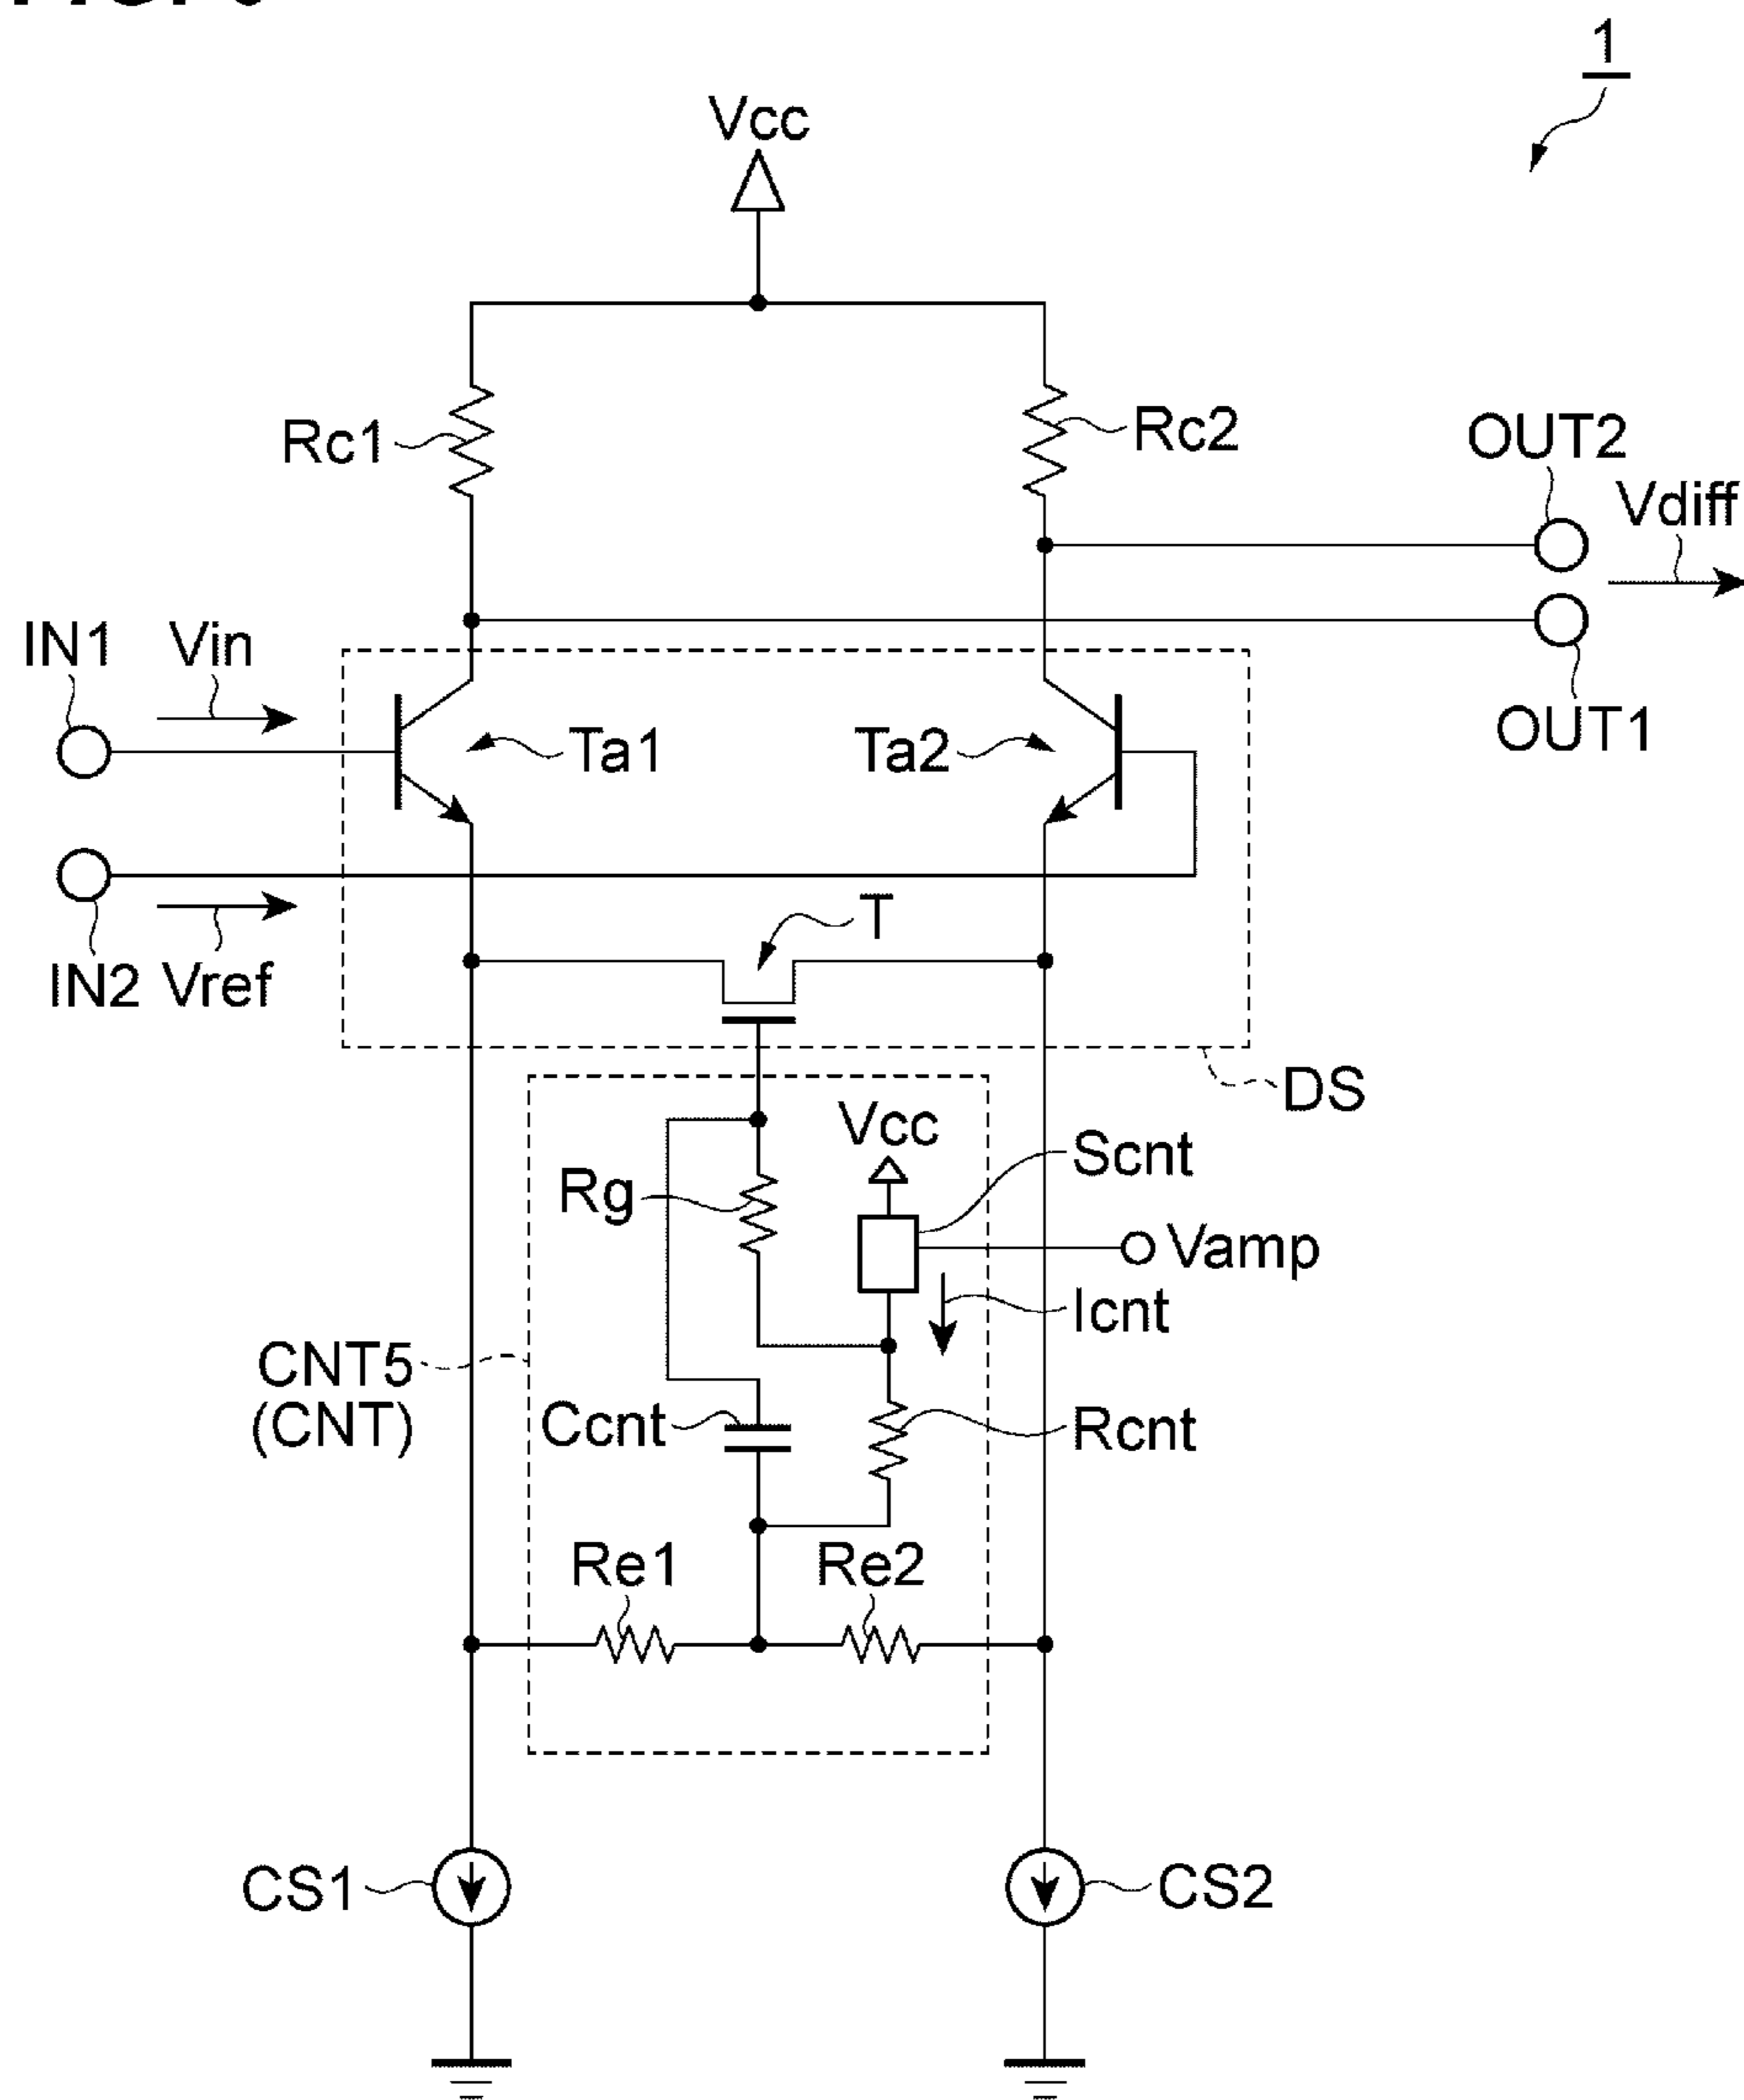 1
Vcc
Rc1
Rc2
OUT2
Vdiff
IN1
Vin
Ta1
Ta2
OUT1
T
IN2
Vref
DS
Vcc
Scnt
Rg
Vamp
Icnt
CNT5
(CNT)
Ccnt
Rcnt
Re1
Re2
CS1
CS2